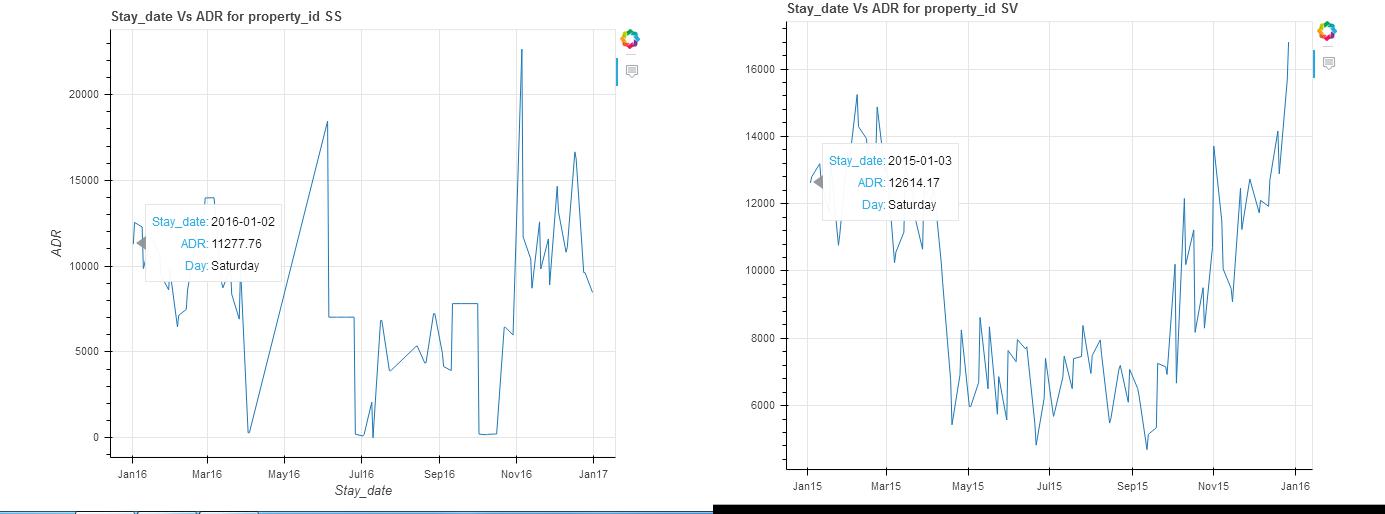 Stay_date Vs ADR for property_id SS
20000
15000
10000
5000
0
ADR
Stay_date: 2016-01-02
ADR: 11277.76
Day: Saturday
Jan16 Mar16 May16 Jul16 Sep16 Nov16 Jan17
Stay_date
Stay_date Vs ADR for property_id SV
16000
14000
12000
10000
8000
6000
Stay_date: 2015-01-03
ADR: 12614.17
Day: Saturday
Jan15 Mar15 May15 Jul15 Sep15 Nov15 Jan16